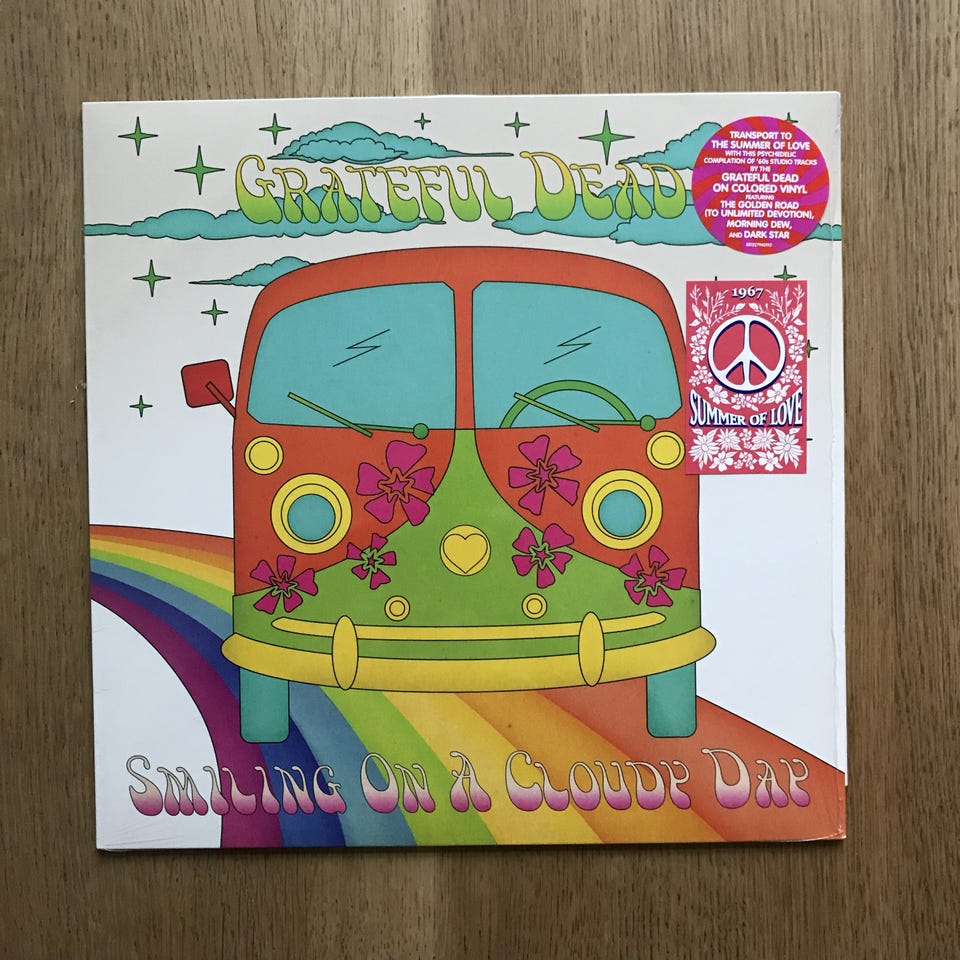 GRATEFUL DEAD
TRANSPORT TO
THE SUMMER OF LOVE
WITH THIS PSYCHEDELIC
COMPILATION OF '60s STUDIO TRACKS
BY THE
GRATEFUL DEAD
ON COLORED VINYL
FEATURING
THE GOLDEN ROAD
(TO UNLIMITED DEVOTION),
MORNING DEW,
AND DARK STAR
1967
SUMMER OF LOVE
SMILING ON A CLOUDY DAY